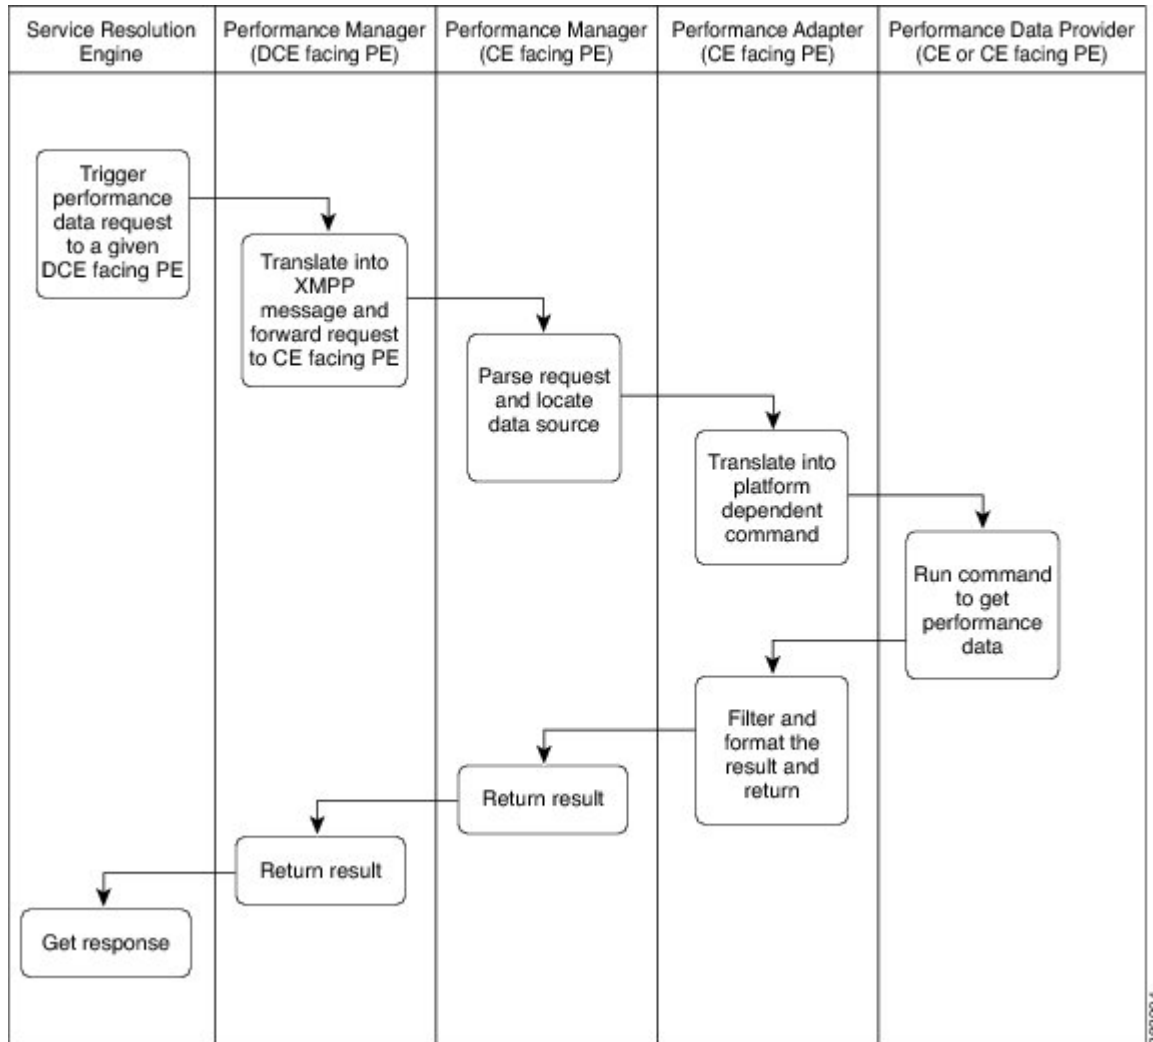 Service Resolution
Engine
Performance Manager
(DCE facing PE)
Performance Manager
(CE facing PE)
Performance Adapter
(CE facing PE)
Performance Data Provider
(CE or CE facing PE)
Trigger
performance
data request
to a given
DCE facing PE
Translate into
XMPP
message and
forward request
to CE facing PE
Parse request
and locate
data source
Translate into
platform
dependent
command
Run command
to get
performance
data
Filter and
format the
result and
return
Return result
Return result
Get response